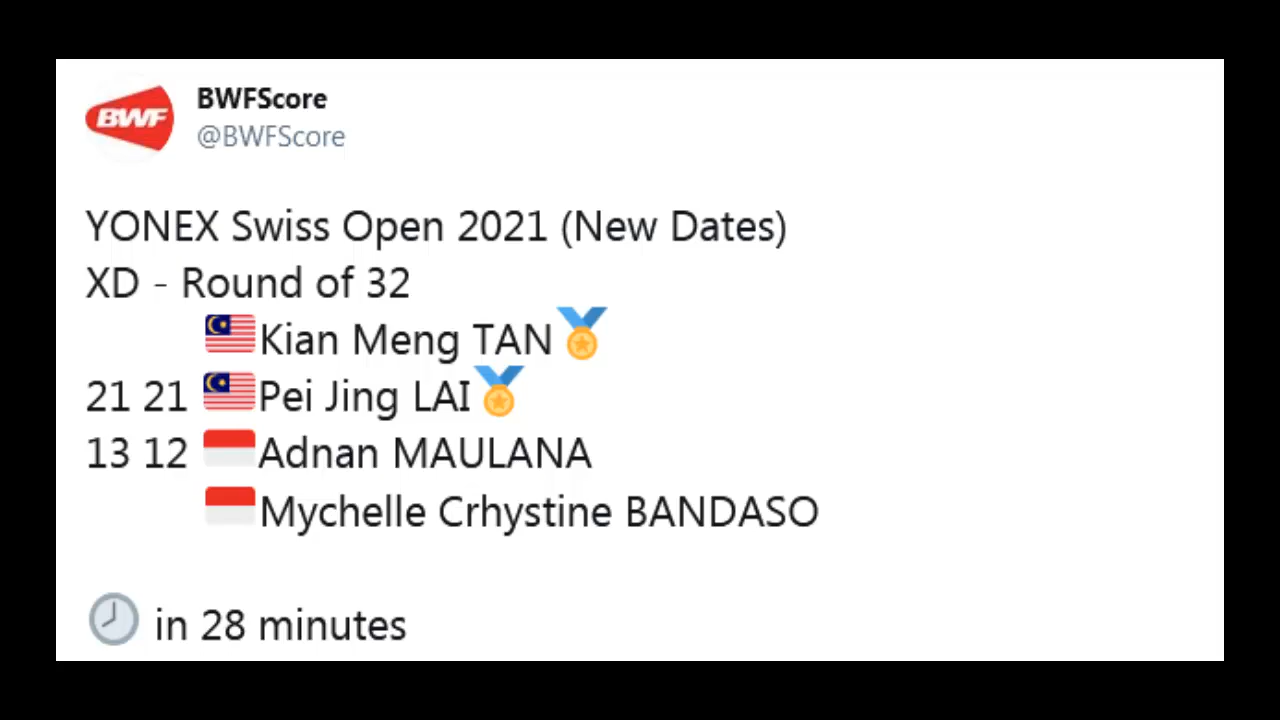 BWF
BWFScore
@BWFScore
YONEX Swiss Open 2021 (New Dates)
XD - Round of 32
Kian Meng TAN
21 21 Pei Jing LAI
13 12 Adnan MAULANA
Mychelle Crhystine BANDASO
in 28 minutes